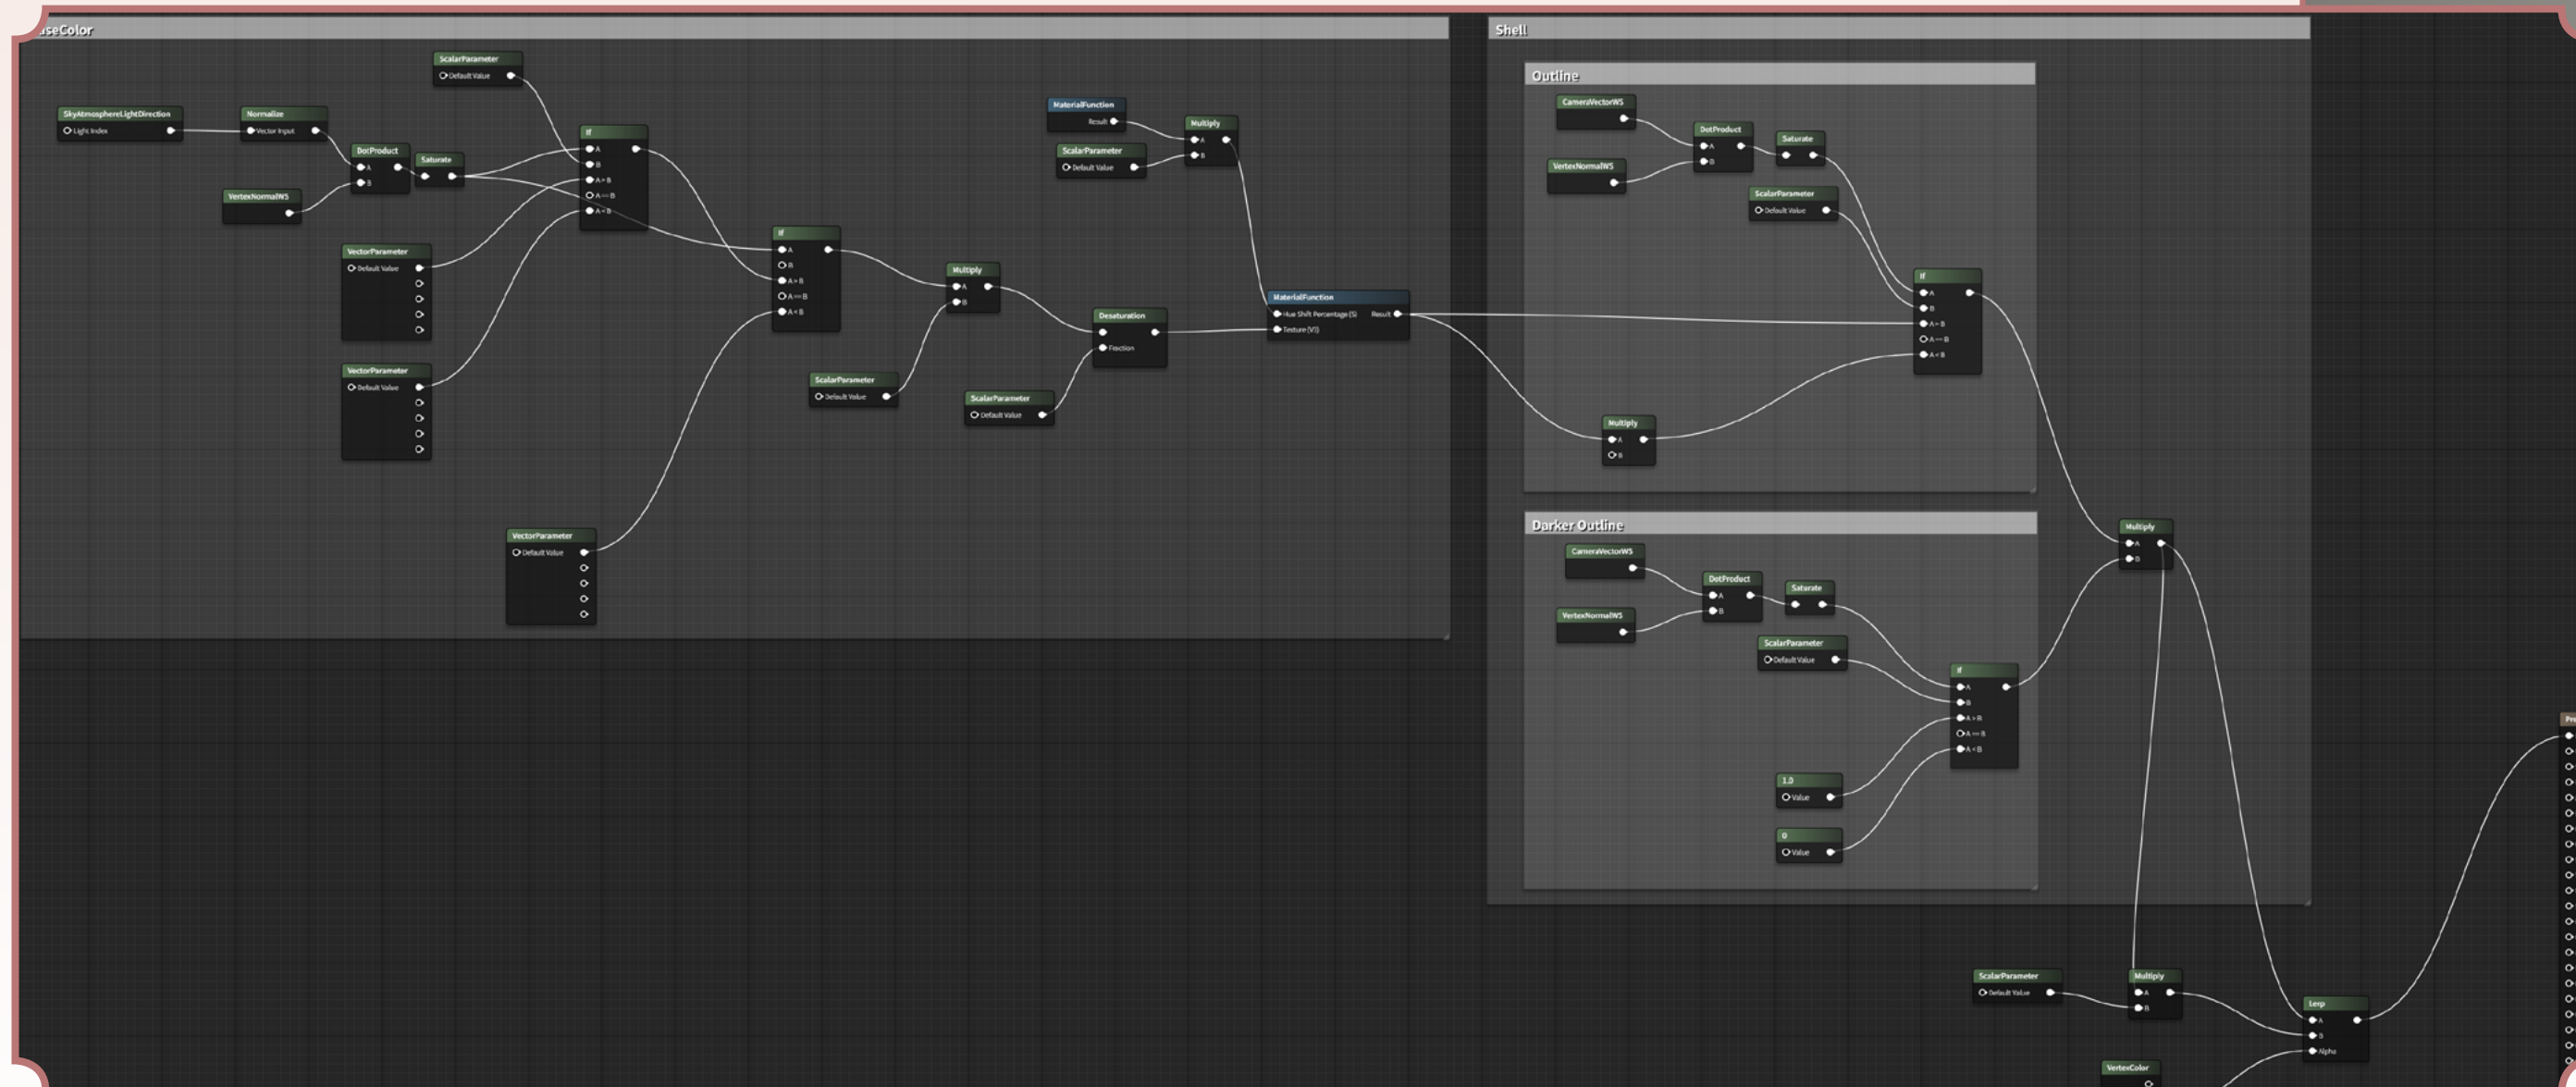 seColor
ScalarParameter
Default Value
SkyAtmosphereLightDirection
Light Index
Normalize
Vector Input
DotProduct
A
B
Saturate
VertexNormalWS
If
A
B
A > B
A == B
A < B
VectorParameter
Default Value
VectorParameter
Default Value
VectorParameter
Default Value
If
A
B
A > B
A == B
A < B
Multiply
A
B
ScalarParameter
Default Value
ScalarParameter
Default Value
Desaturation
Fraction
MaterialFunction
Result
ScalarParameter
Default Value
Multiply
A
B
MaterialFunction
Hue Shift Percentage (S) Result
Texture (V3)
Shell
Outline
CameraVectorWS
VertexNormalWS
DotProduct
A
B
Saturate
ScalarParameter
Default Value
If
A
B
A > B
A == B
A < B
Multiply
A
B
Darker Outline
CameraVectorWS
VertexNormalWS
DotProduct
A
B
Saturate
ScalarParameter
Default Value
If
A
B
A > B
A == B
A < B
1.0
Value
0
Value
Multiply
A
B
ScalarParameter
Default Value
Multiply
A
B
Lerp
A
B
Alpha
VertexColor
Pre